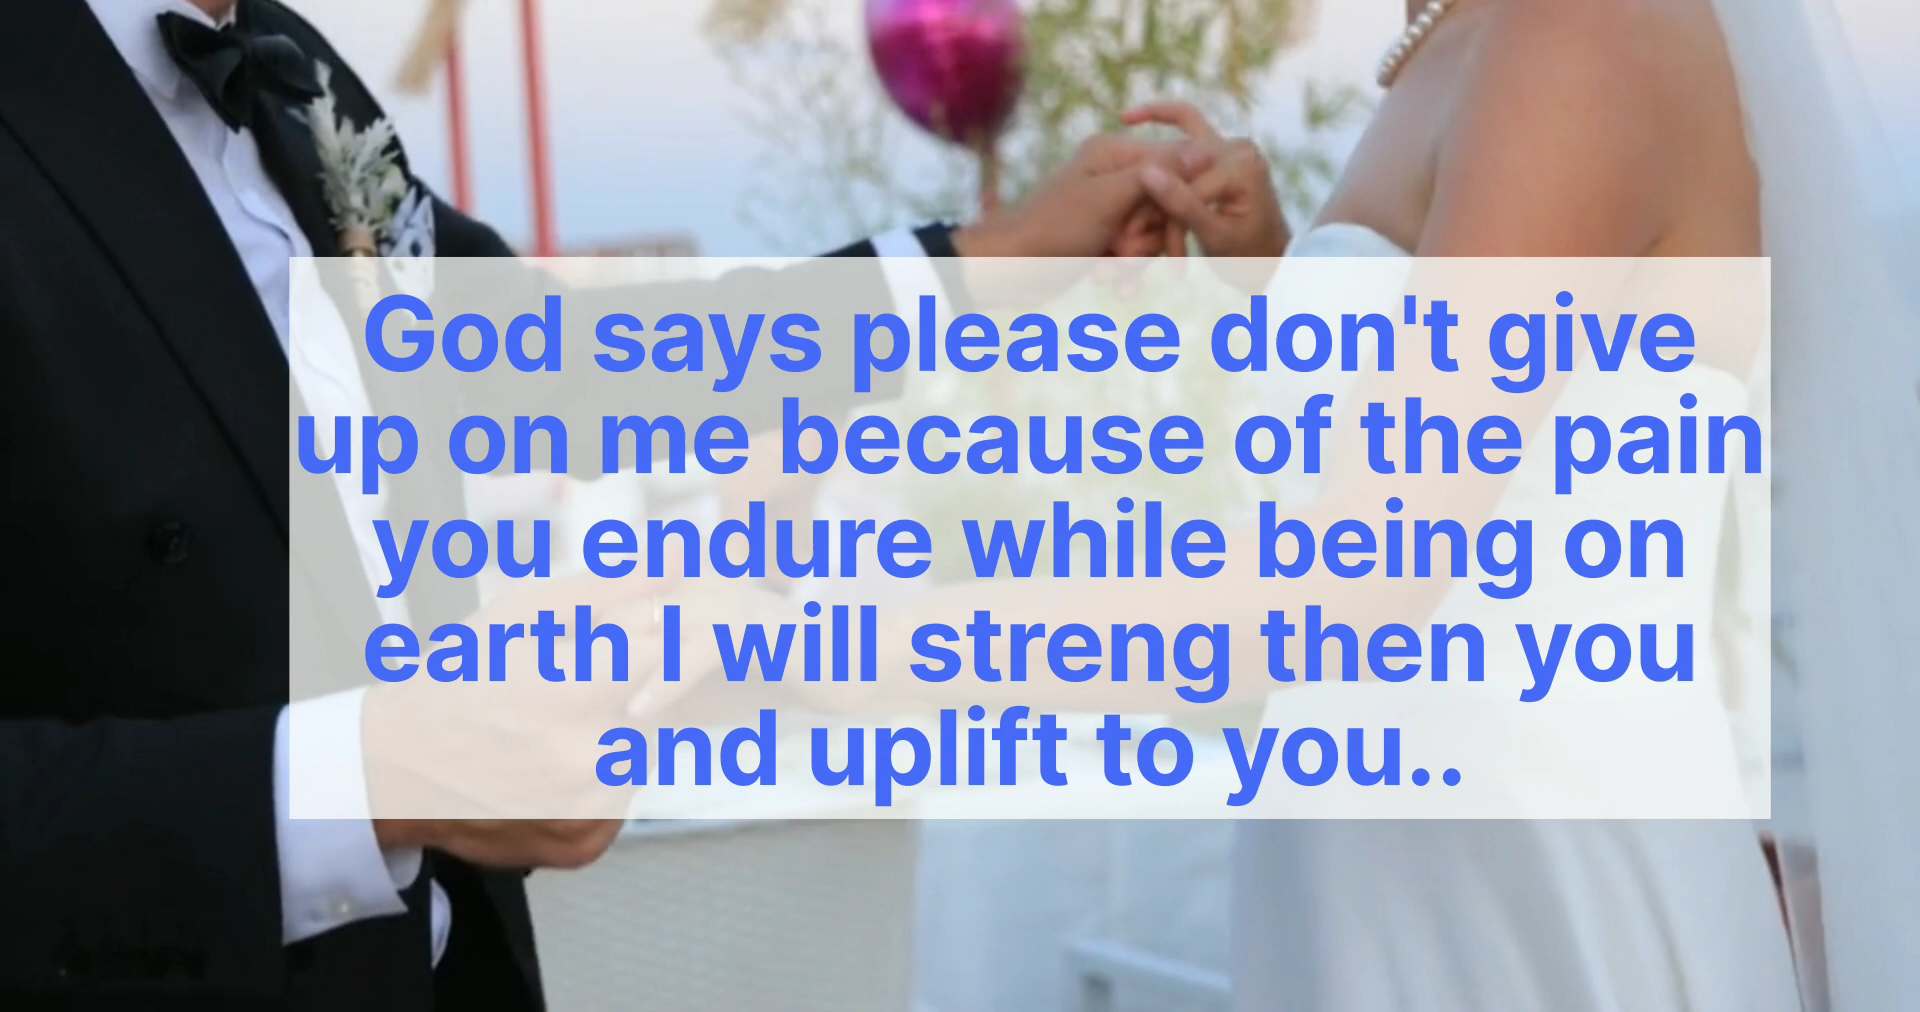 God says please don't give
up on me because of the pain
you endure while being on
earth I will streng then you
and uplift to you..